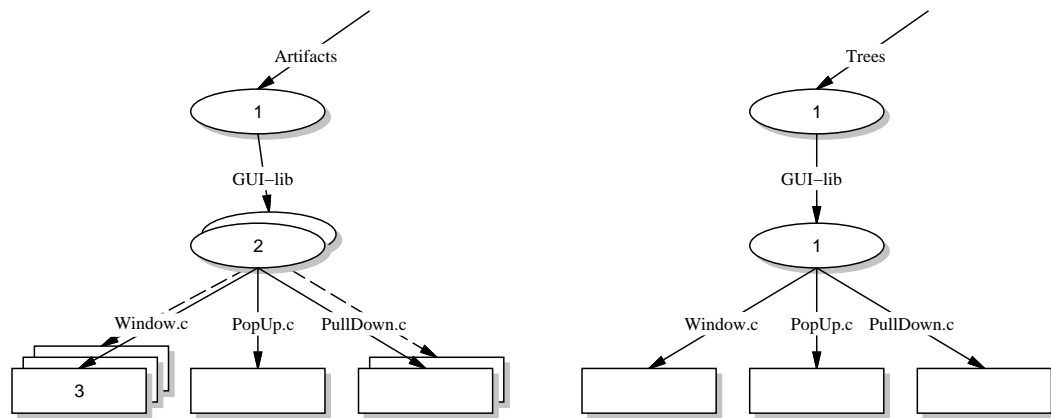 Artifacts
Trees
1
1
GUI–lib
GUI–lib
2
1
Window.c
PopUp.c
PullDown.c
Window.c
PopUp.c
PullDown.c
3